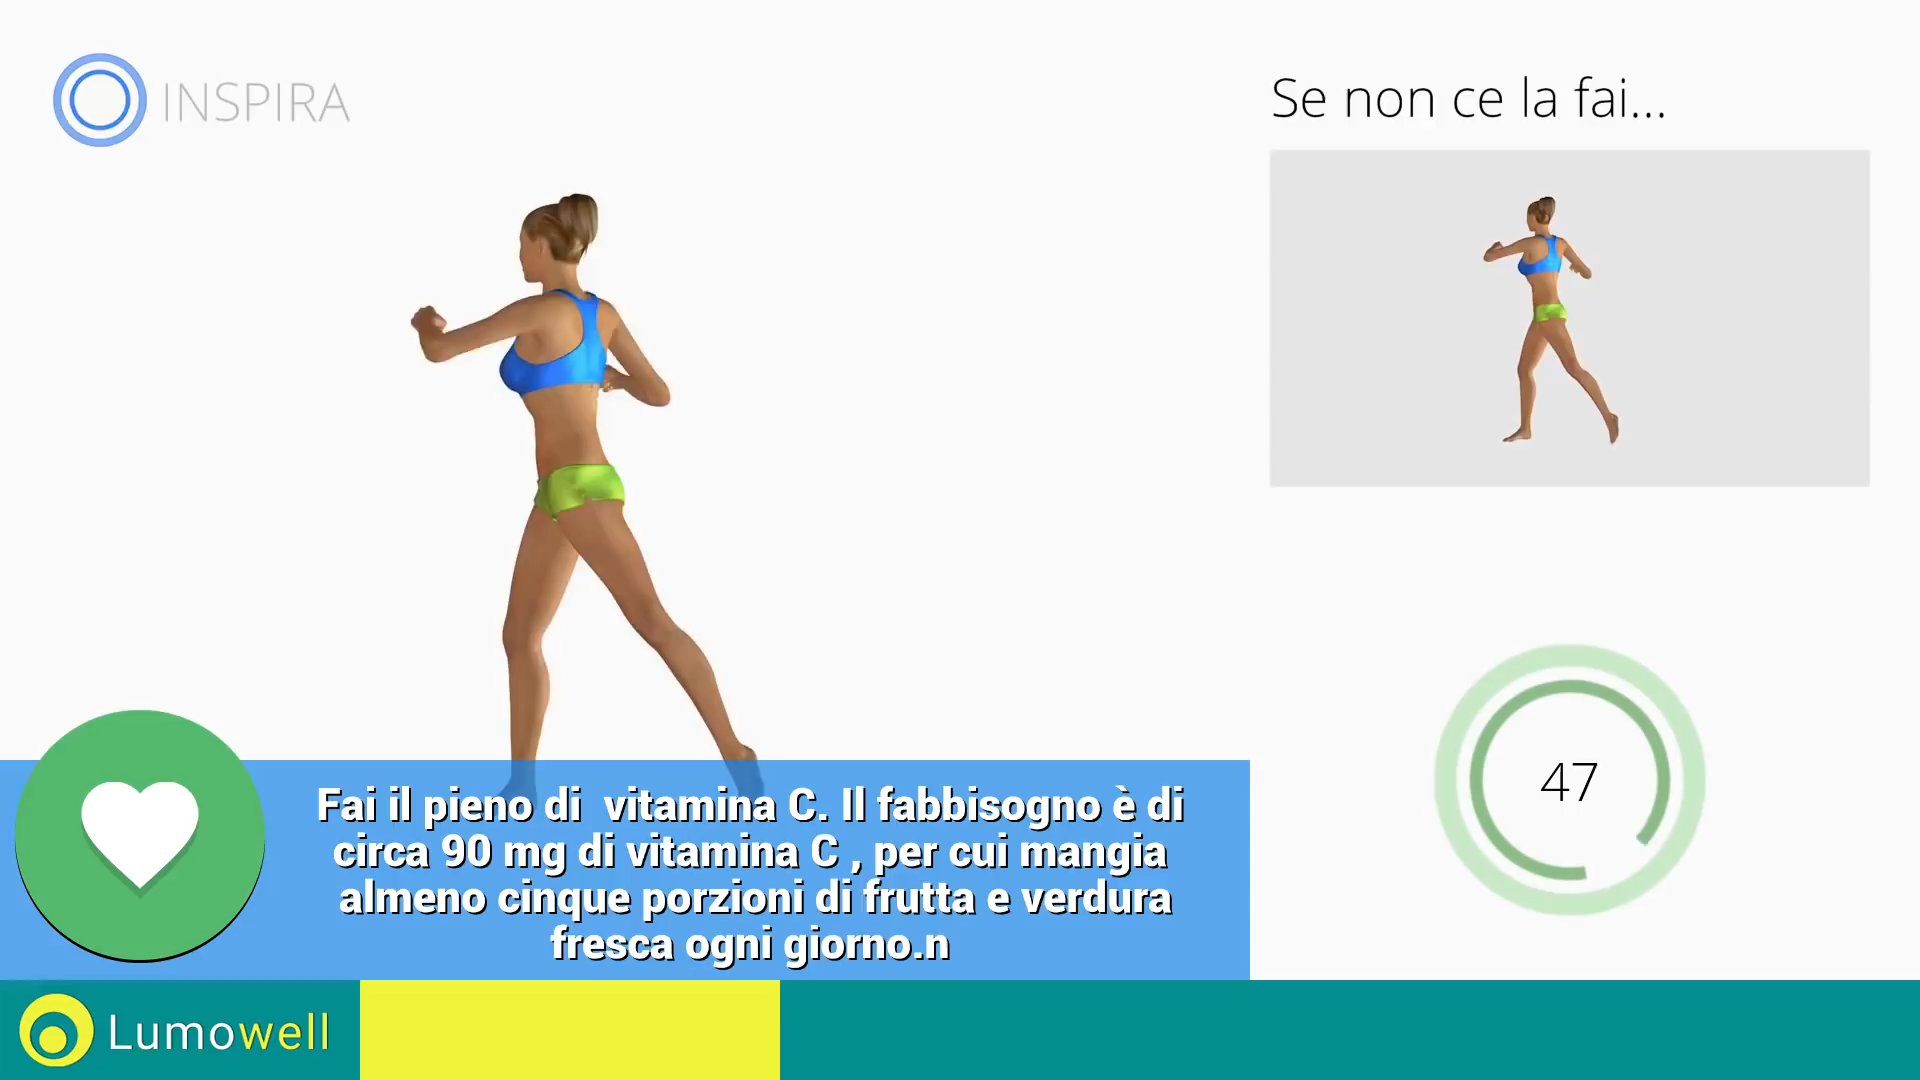 INSPIRA
Se non ce la fai...
47
Fai il pieno di  vitamina C. Il fabbisogno è di
circa 90 mg di vitamina C , per cui mangia
almeno cinque porzioni di frutta e verdura
fresca ogni giorno.n
Lumowell